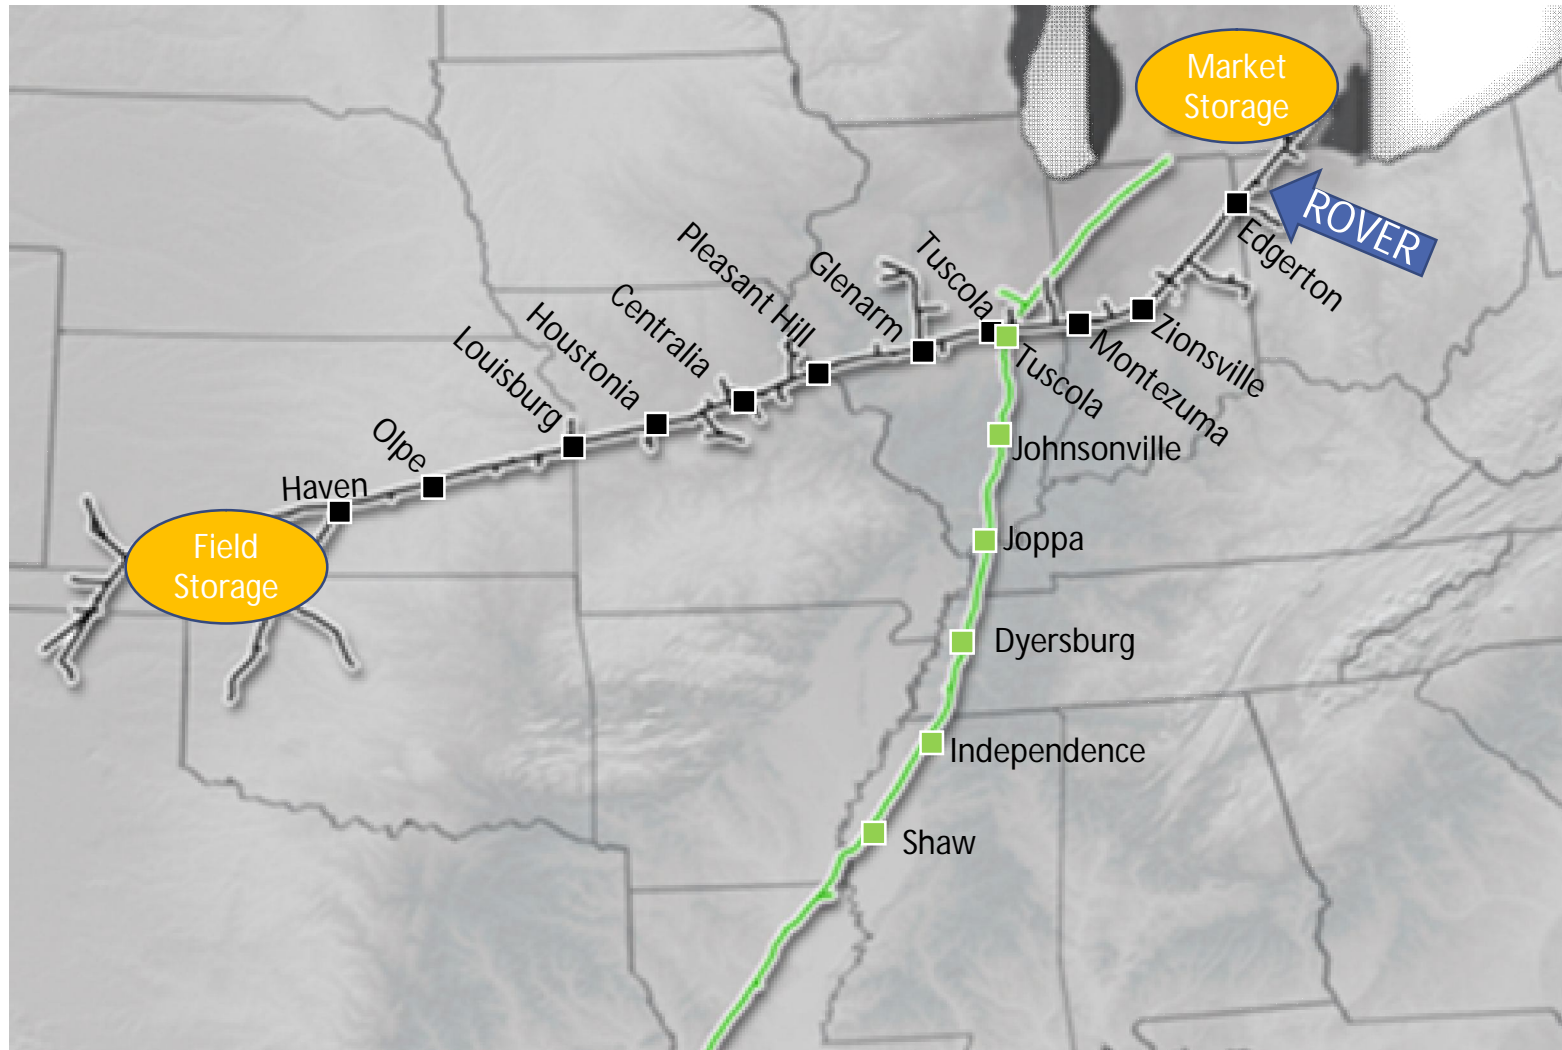 Market
Storage
ROVER
Edgerton
Zionsville
Montezuma
Tuscola
Tuscola
Glenarm
Pleasant Hill
Centralia
Houstonia
Louisburg
Olpe
Haven
Field
Storage
Johnsonville
Joppa
Dyersburg
Independence
Shaw